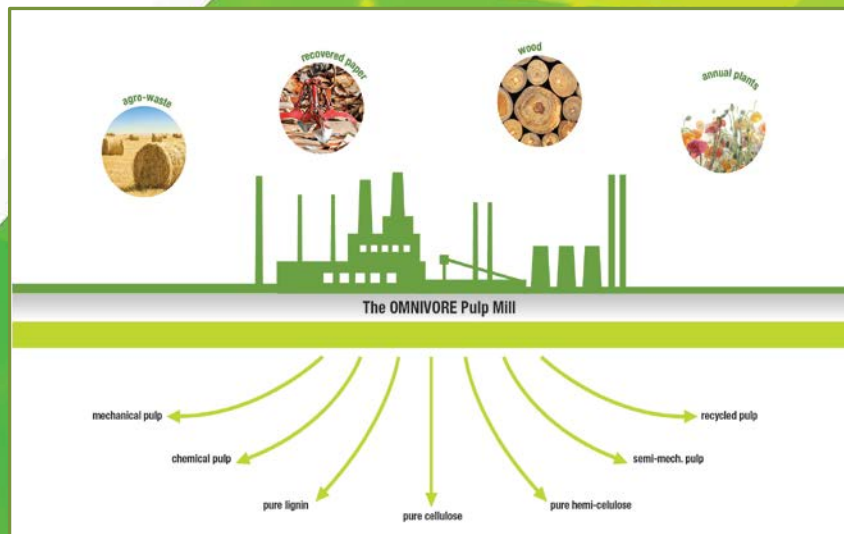 agro-waste
recovered paper
wood
annual plants
The OMNIVORE Pulp Mill
mechanical pulp
recycled pulp
chemical pulp
semi-mech. pulp
pure lignin
pure hemi-celulose
pure cellulose